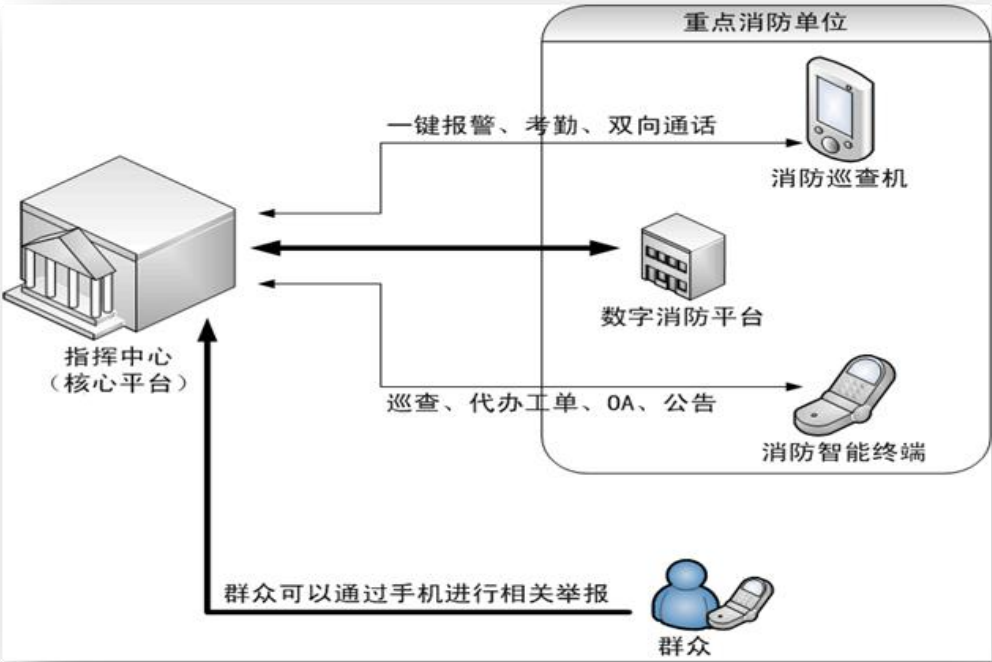 重点消防单位
一键报警、考勤、双向通话
消防巡查机
数字消防平台
指挥中心
（核心平台）
巡查、代办工单、OA、公告
消防智能终端
群众可以通过手机进行相关举报
群众